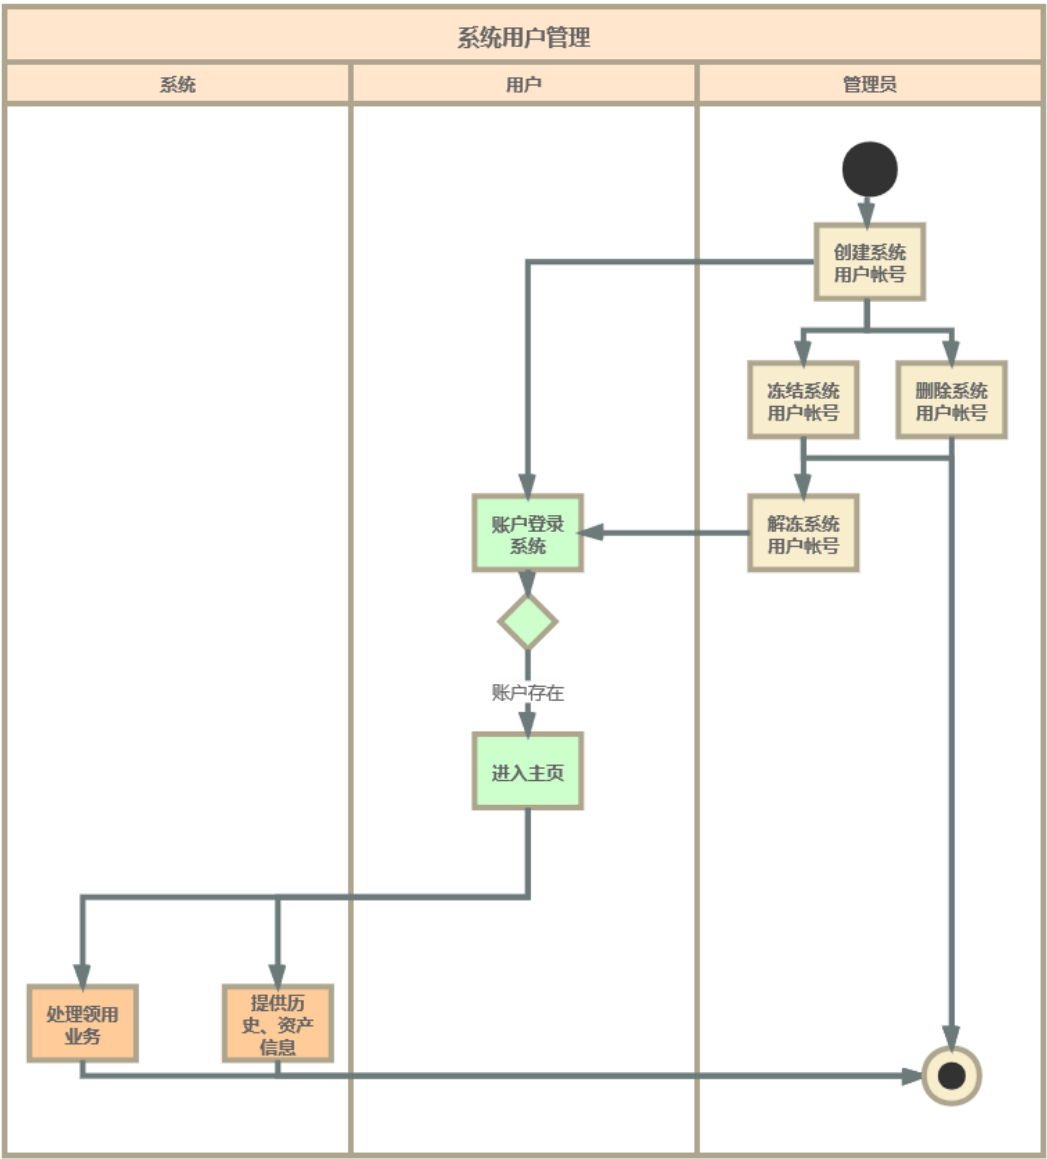 系统用户管理
系统
用户
管理员
创建系统
用户帐号
冻结系统
用户帐号
删除系统
用户帐号
账户登录
系统
解冻系统
用户帐号
账户存在
进入主页
处理领用
业务
提供历
史、资产
信息